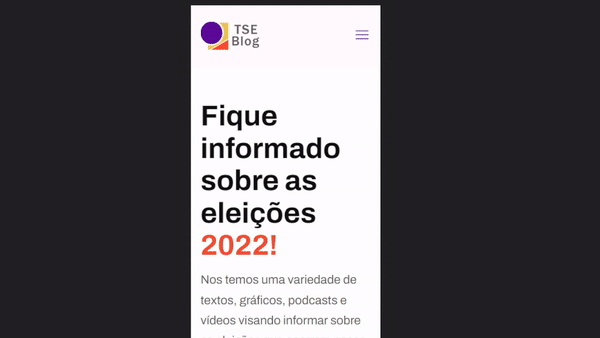 TSE
Blog
Fique
informado
sobre as
eleições
2022!
Nos temos uma variedade de
textos, gráficos, podcasts e
vídeos visando informar sobre